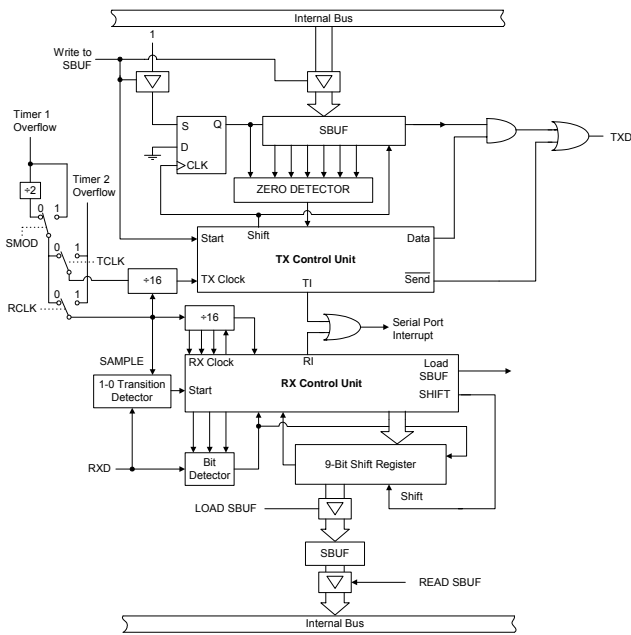 Internal Bus
1
Write to
SBUF
S
Q
D
CLK
SBUF
TXD
Timer 1
Overflow
Timer 2
Overflow
÷2
ZERO DETECTOR
0
1
SMOD
Shift
Start
Data
TX Control Unit
0
1
TCLK
÷16
TX Clock
TI
Send
RCLK
0
1
÷16
Serial Port
Interrupt
SAMPLE
RX Clock
RI
Load
SBUF
1-0 Transition
Detector
Start
RX Control Unit
SHIFT
RXD
Bit
Detector
9-Bit Shift Register
Shift
LOAD SBUF
SBUF
READ SBUF
Internal Bus